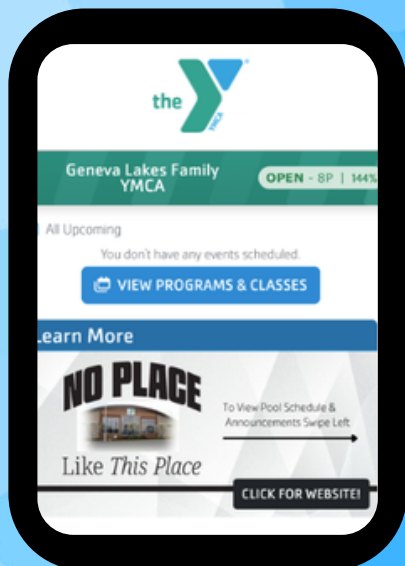 the
YMCA
Geneva Lakes Family
YMCA
OPEN - 8P | 144%
All Upcoming
You don't have any events scheduled.
VIEW PROGRAMS & CLASSES
Learn More
NO PLACE
Like This Place
To View Pool Schedule &
Announcements Swipe Left
CLICK FOR WEBSITE!